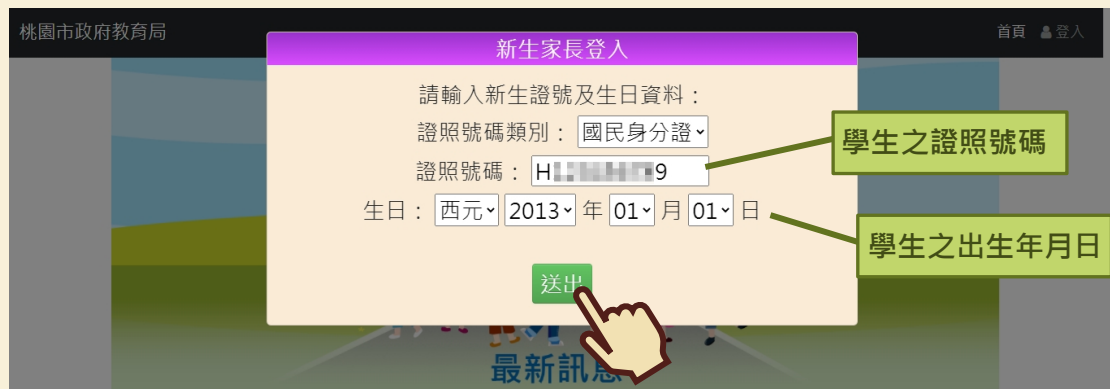 桃園市政府教育局
首頁 登入
新生家長登入
請輸入新生證號及生日資料：
證照號碼類別： 國民身分證
證照號碼： H 9
學生之證照號碼
生日： 西元 2013 年 01 月 01 日
學生之出生年月日
送出
最新訊息